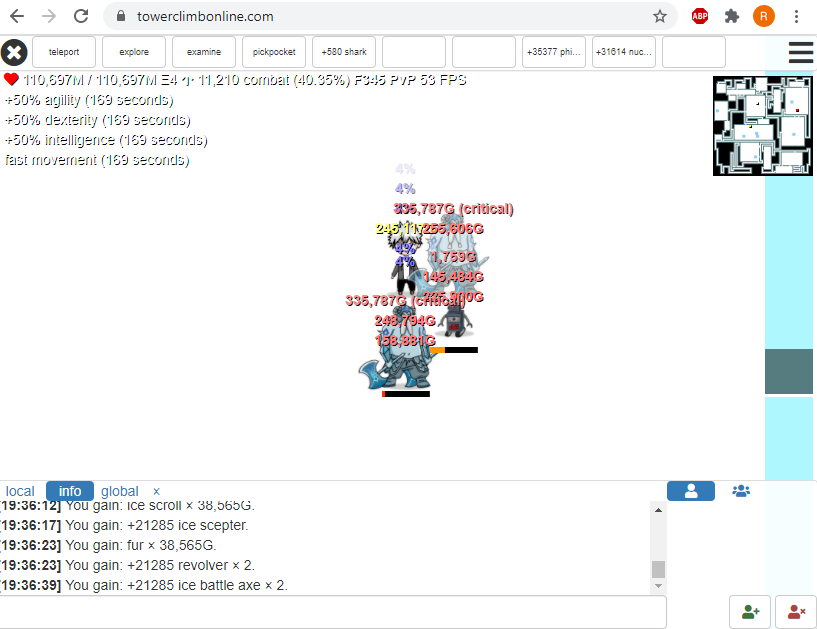 towerclimbonline.com
ABP
R
teleport
explore
examine
pickpocket
+580 shark
+35377 phi...
+31614 nuc...
110,697M / 110,697M Ξ4 ʅ· 11,210 combat (40.35%) F345 PvP 53 FPS
+50% agility (169 seconds)
+50% dexterity (169 seconds)
+50% intelligence (169 seconds)
fast movement (169 seconds)
4%
4%
335,787G (critical)
255,606G
4%
4%
1,759G
145,484G
335,787G (critical)
248,794G
158,881G
local
info
global
×
[19:36:12] You gain: ice scroll × 38,565G.
[19:36:17] You gain: +21285 ice scepter.
[19:36:23] You gain: fur × 38,565G.
[19:36:23] You gain: +21285 revolver × 2.
[19:36:39] You gain: +21285 ice battle axe × 2.